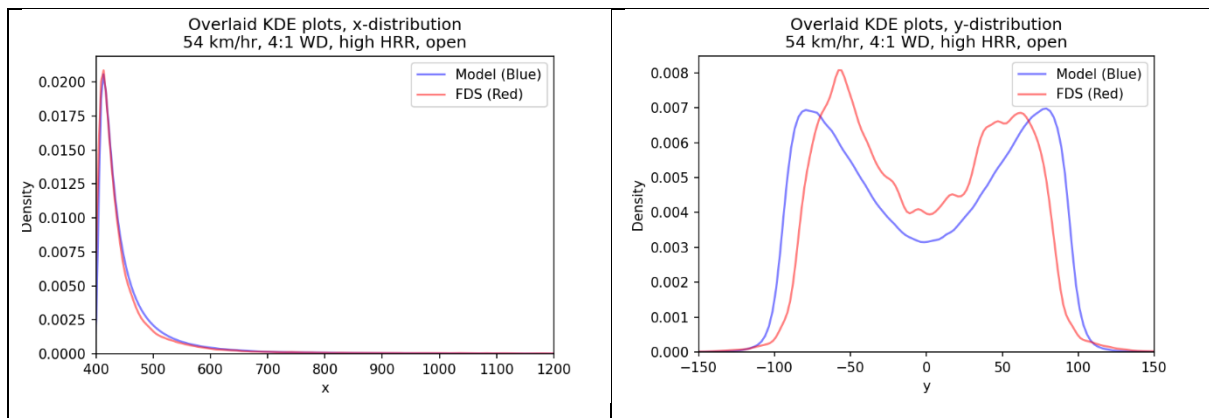 Overlaid KDE plots, x-distribution
54 km/hr, 4:1 WD, high HRR, open
Model (Blue)
FDS (Red)
0.0200
0.0175
0.0150
0.0125
0.0100
0.0075
0.0050
0.0025
0.0000
Density
400 500 600 700 800 900 1000 1100 1200
x
Overlaid KDE plots, y-distribution
54 km/hr, 4:1 WD, high HRR, open
Model (Blue)
FDS (Red)
0.008
0.007
0.006
0.005
0.004
0.003
0.002
0.001
0.000
Density
−150 −100 −50 0 50 100 150
y